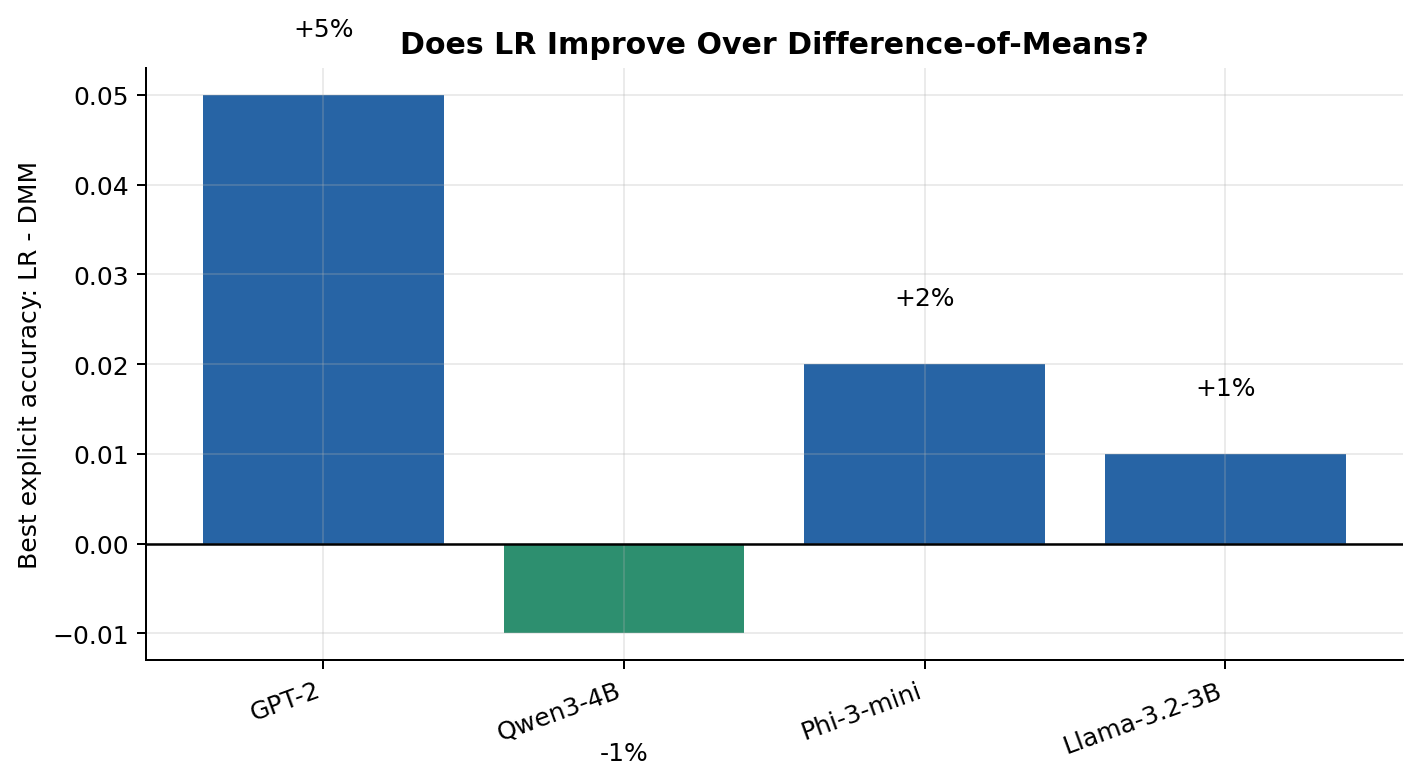 +5%
Does LR Improve Over Difference-of-Means?
Best explicit accuracy: LR - DMM
0.05
0.04
0.03
0.02
0.01
0.00
−0.01
+2%
+1%
-1%
GPT-2
Qwen3-4B
Phi-3-mini
Llama-3.2-3B